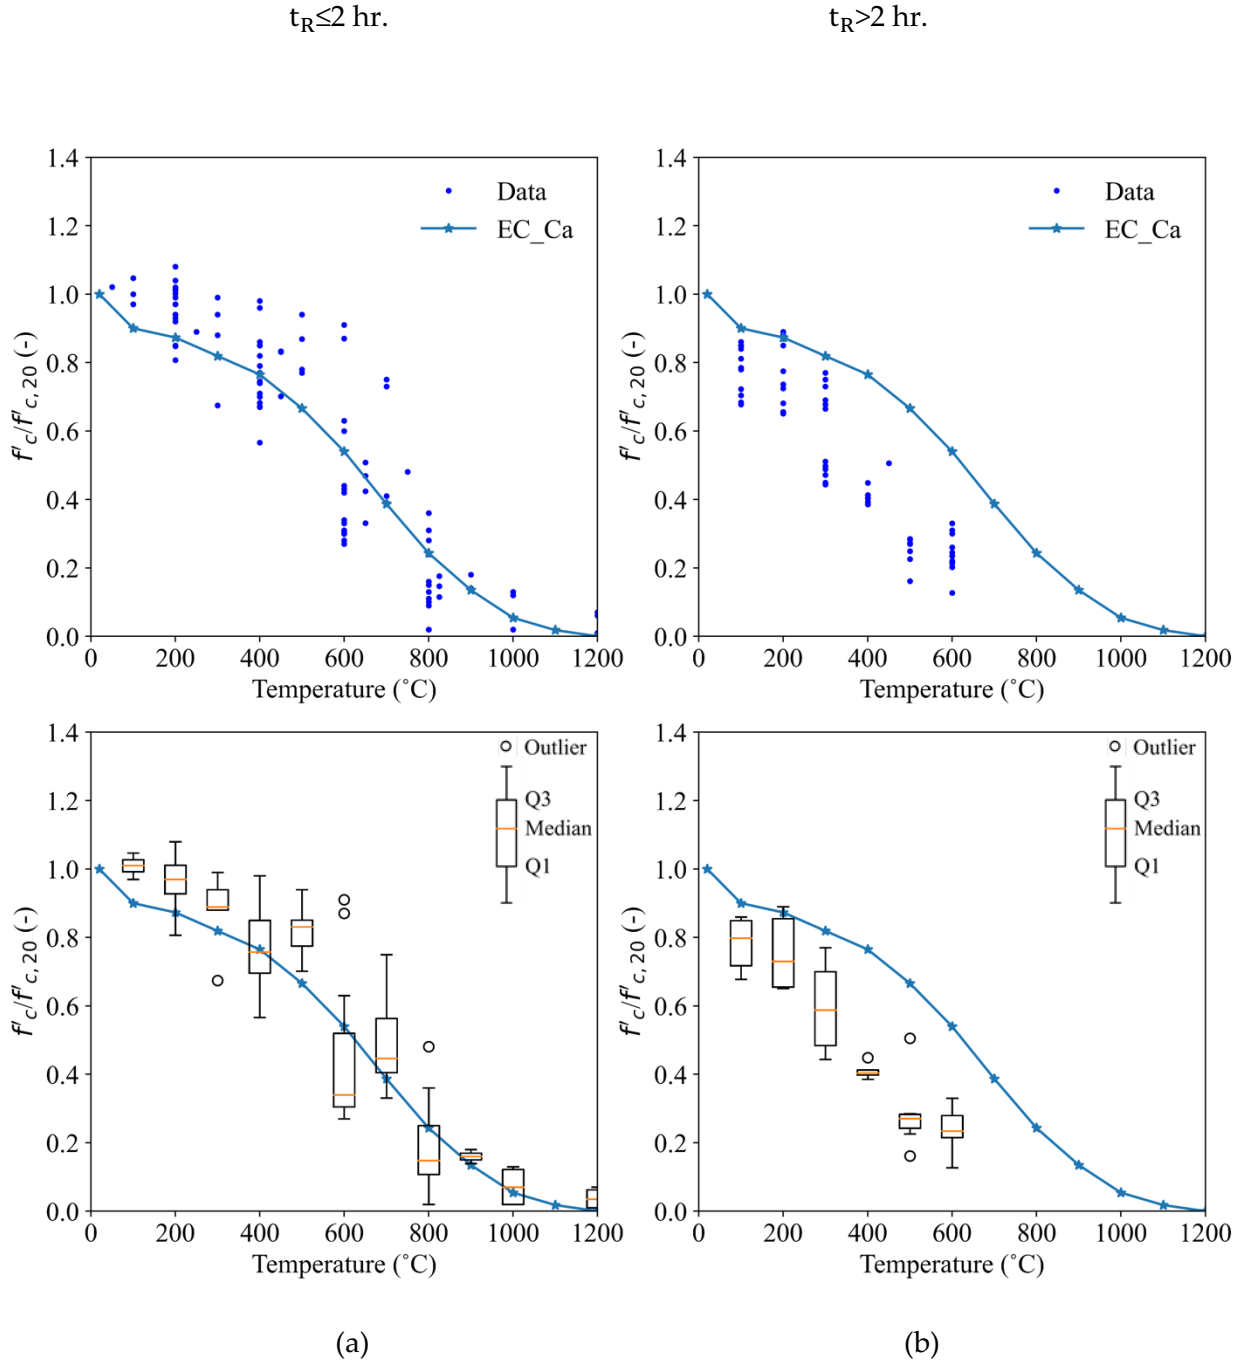 t_R≤2 hr.
t_R>2 hr.
1.4
1.2
1.0
0.8
0.6
0.4
0.2
0.0
f′_c/f′_{c, 20} (-)
Data
EC_Ca
0 200 400 600 800 1000 1200
Temperature (˚C)
1.4
1.2
1.0
0.8
0.6
0.4
0.2
0.0
f′_c/f′_{c, 20} (-)
Data
EC_Ca
0 200 400 600 800 1000 1200
Temperature (˚C)
1.4
1.2
1.0
0.8
0.6
0.4
0.2
0.0
f′_c/f′_{c, 20} (-)
Outlier
Q3
Median
Q1
0 200 400 600 800 1000 1200
Temperature (˚C)
1.4
1.2
1.0
0.8
0.6
0.4
0.2
0.0
f′_c/f′_{c, 20} (-)
Outlier
Q3
Median
Q1
0 200 400 600 800 1000 1200
Temperature (˚C)
(a)
(b)